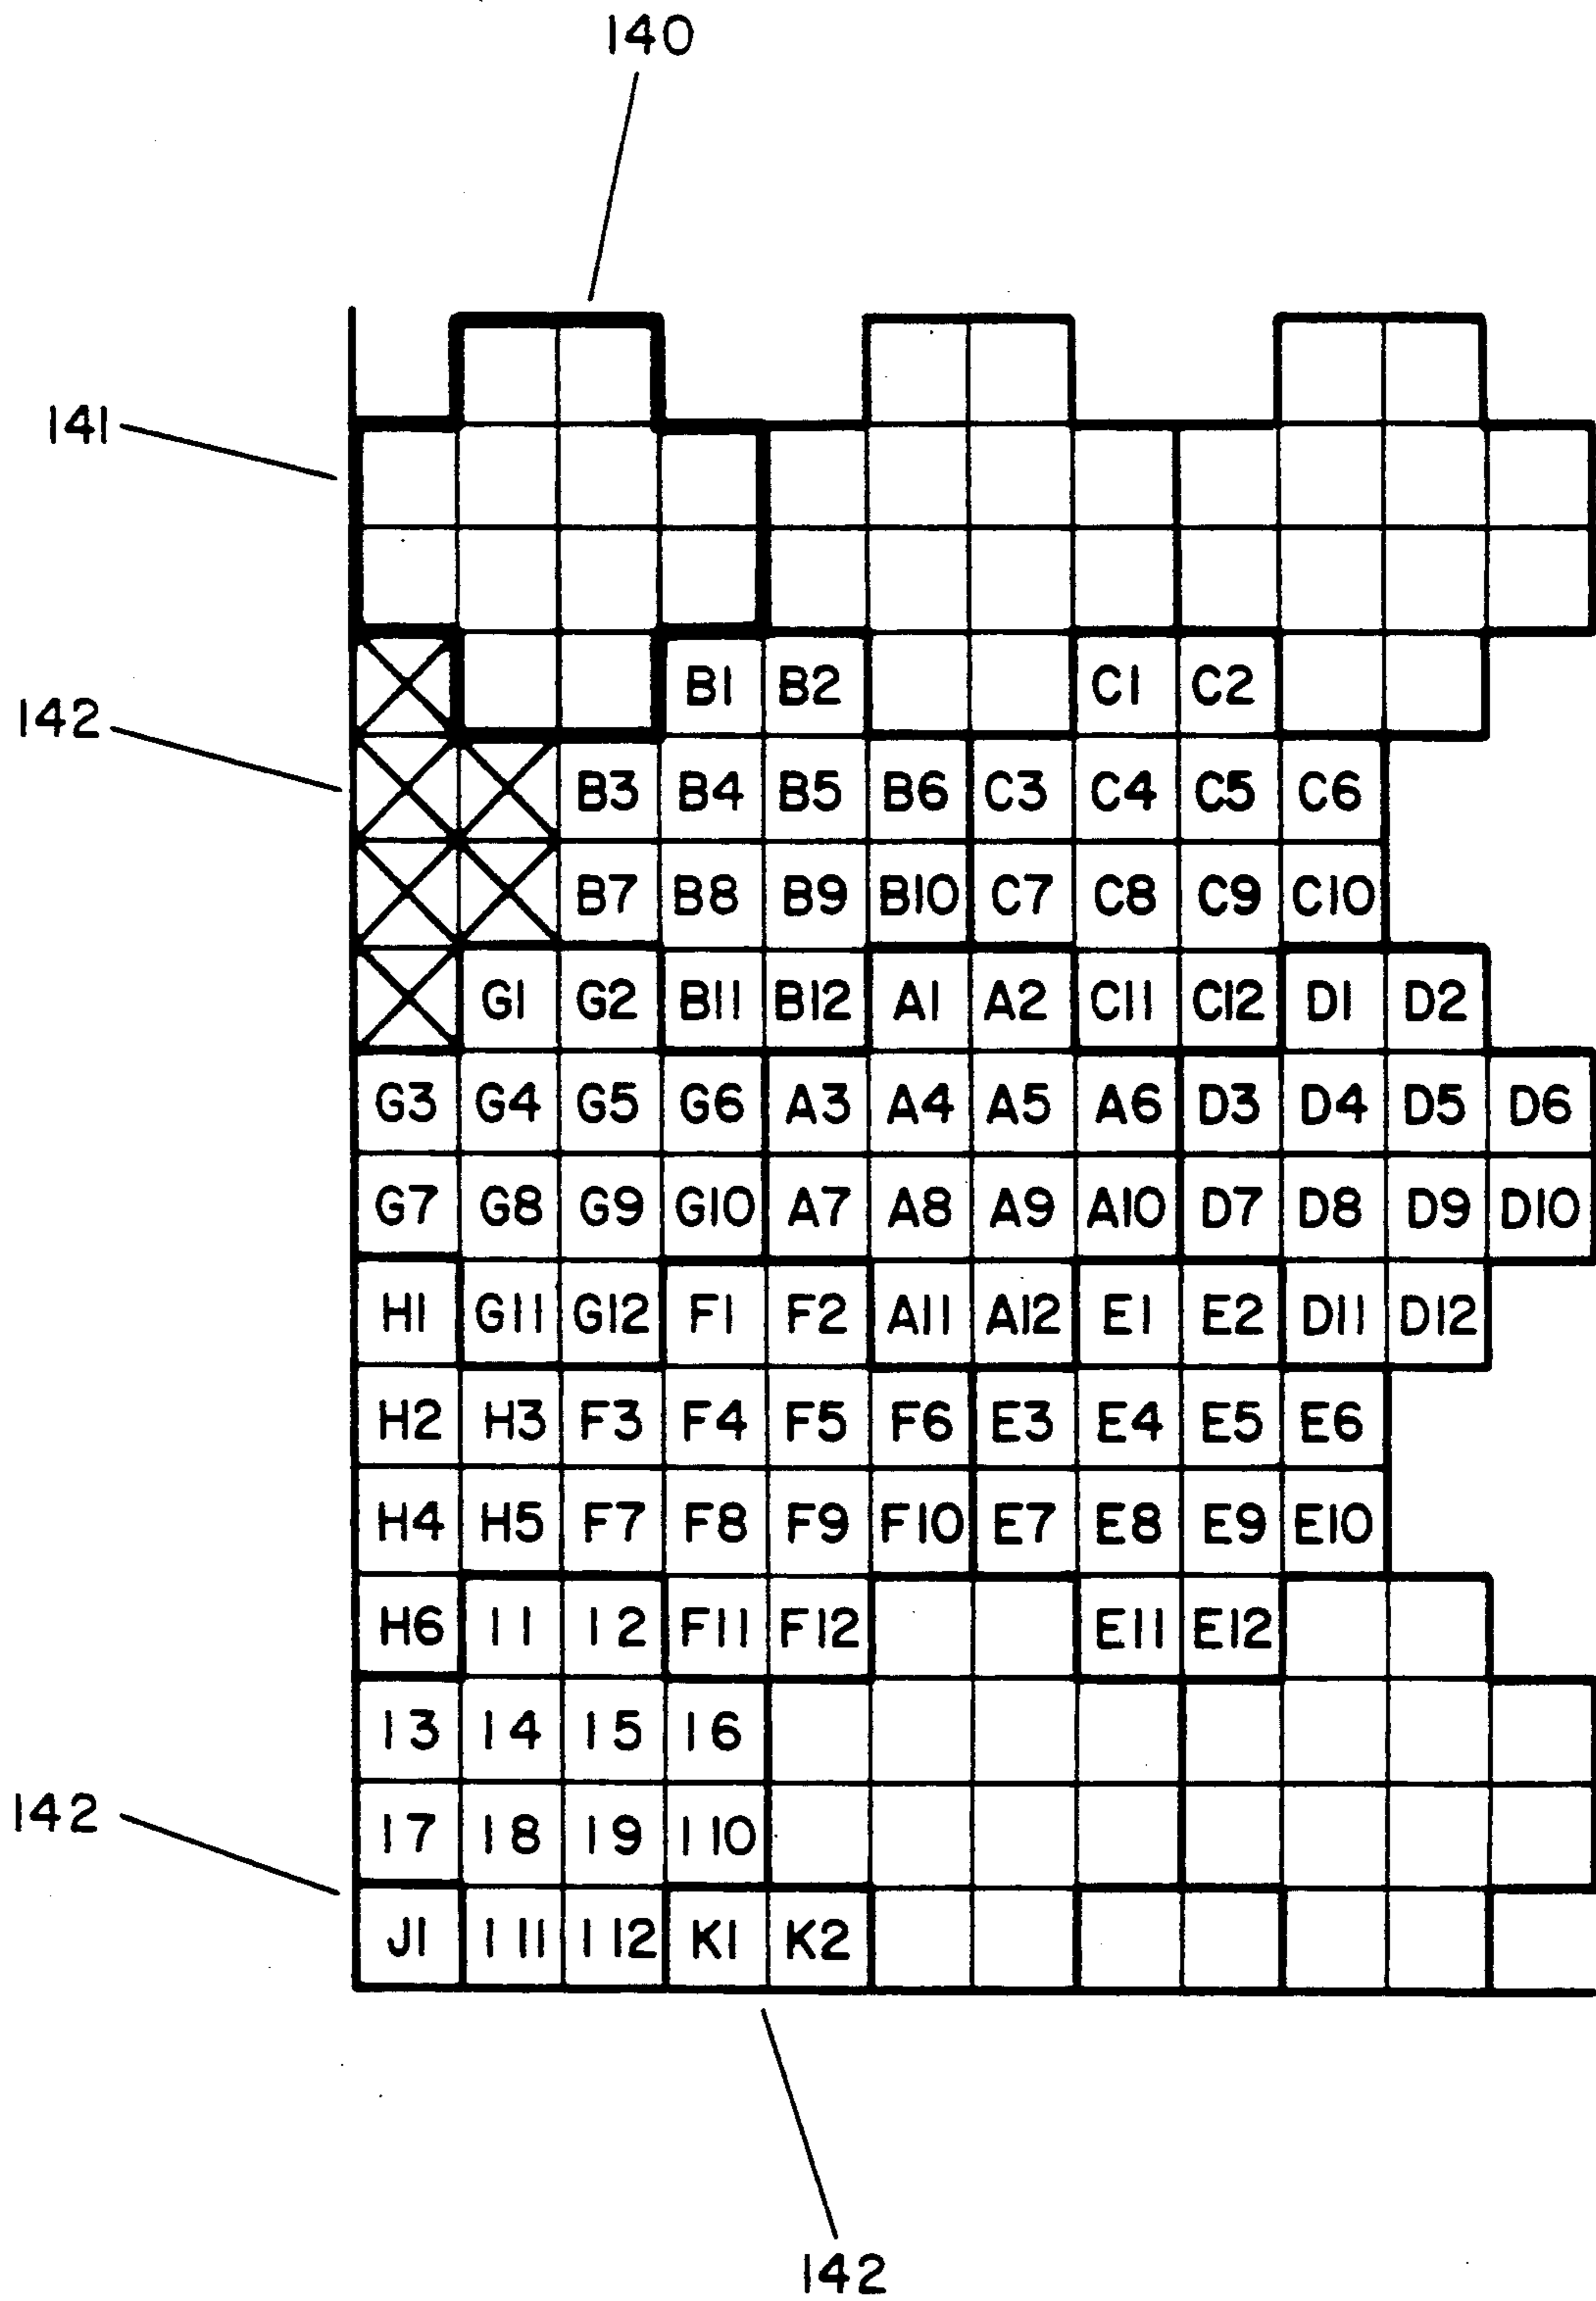 140
141
B1 B2 C1 C2
142
B3 B4 B5 B6 C3 C4 C5 C6
B7 B8 B9 B10 C7 C8 C9 C10
G1 G2 B11 B12 A1 A2 C11 C12 D1 D2
G3 G4 G5 G6 A3 A4 A5 A6 D3 D4 D5 D6
G7 G8 G9 G10 A7 A8 A9 A10 D7 D8 D9 D10
H1 G11 G12 F1 F2 A11 A12 E1 E2 D11 D12
H2 H3 F3 F4 F5 F6 E3 E4 E5 E6
H4 H5 F7 F8 F9 F10 E7 E8 E9 E10
H6 I1 I2 F11 F12 E11 E12
I3 I4 I5 I6
142
I7 I8 I9 I10
J1 I11 I12 K1 K2
142